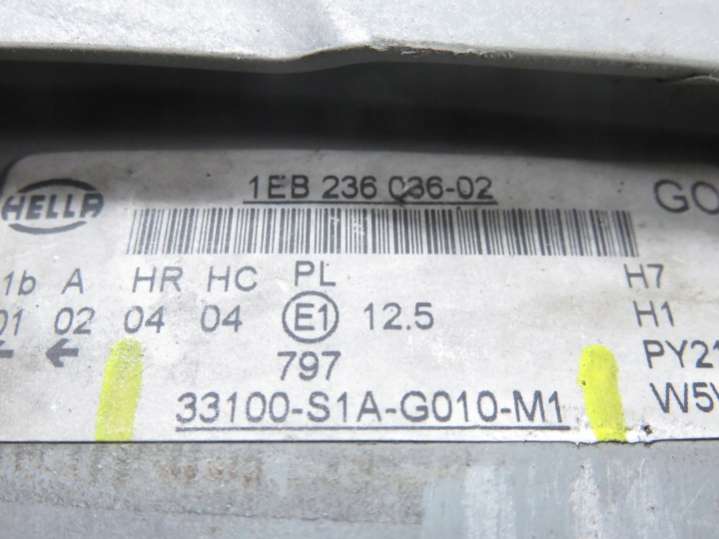 HELLA
1EB 236 036-02
GO
1b A HR HC PL H7
01 02 04 04 E1 12.5 H1
797 PY21
33100-S1A-G010-M1 W5W